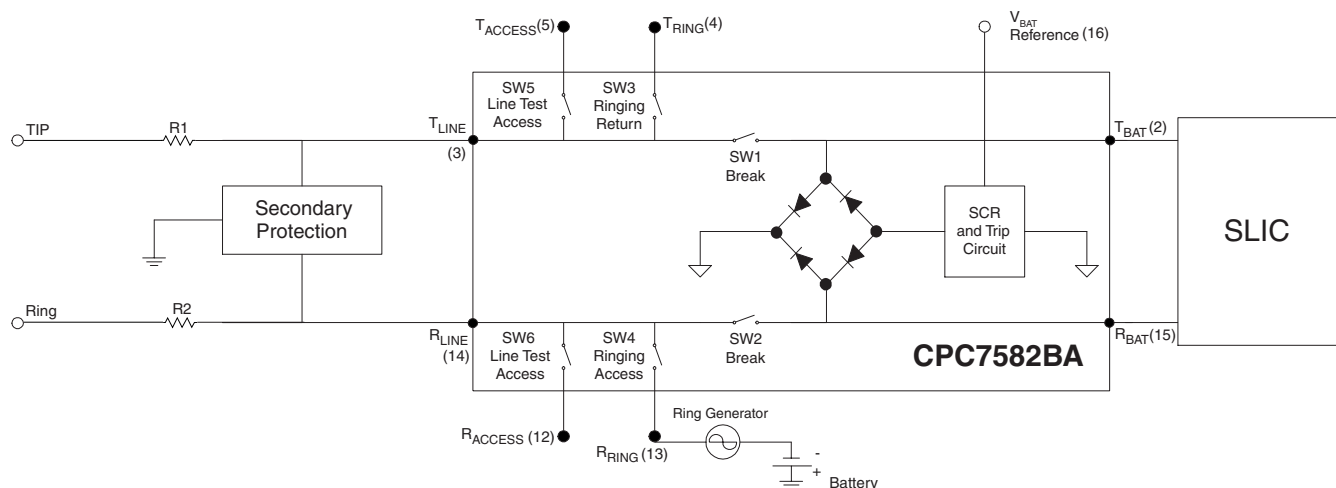 TACCESS(5)
TRING(4)
VBAT
Reference (16)
SW5
Line Test
Access
SW3
Ringing
Return
TIP
R1
TLINE
(3)
SW1
Break
TBAT (2)
Secondary
Protection
SCR
and Trip
Circuit
SLIC
Ring
R2
RLINE
(14)
SW6
Line Test
Access
SW4
Ringing
Access
SW2
Break
CPC7582BA
RBAT(15)
RACCESS (12)
RRING (13)
Ring Generator
-
+
Battery